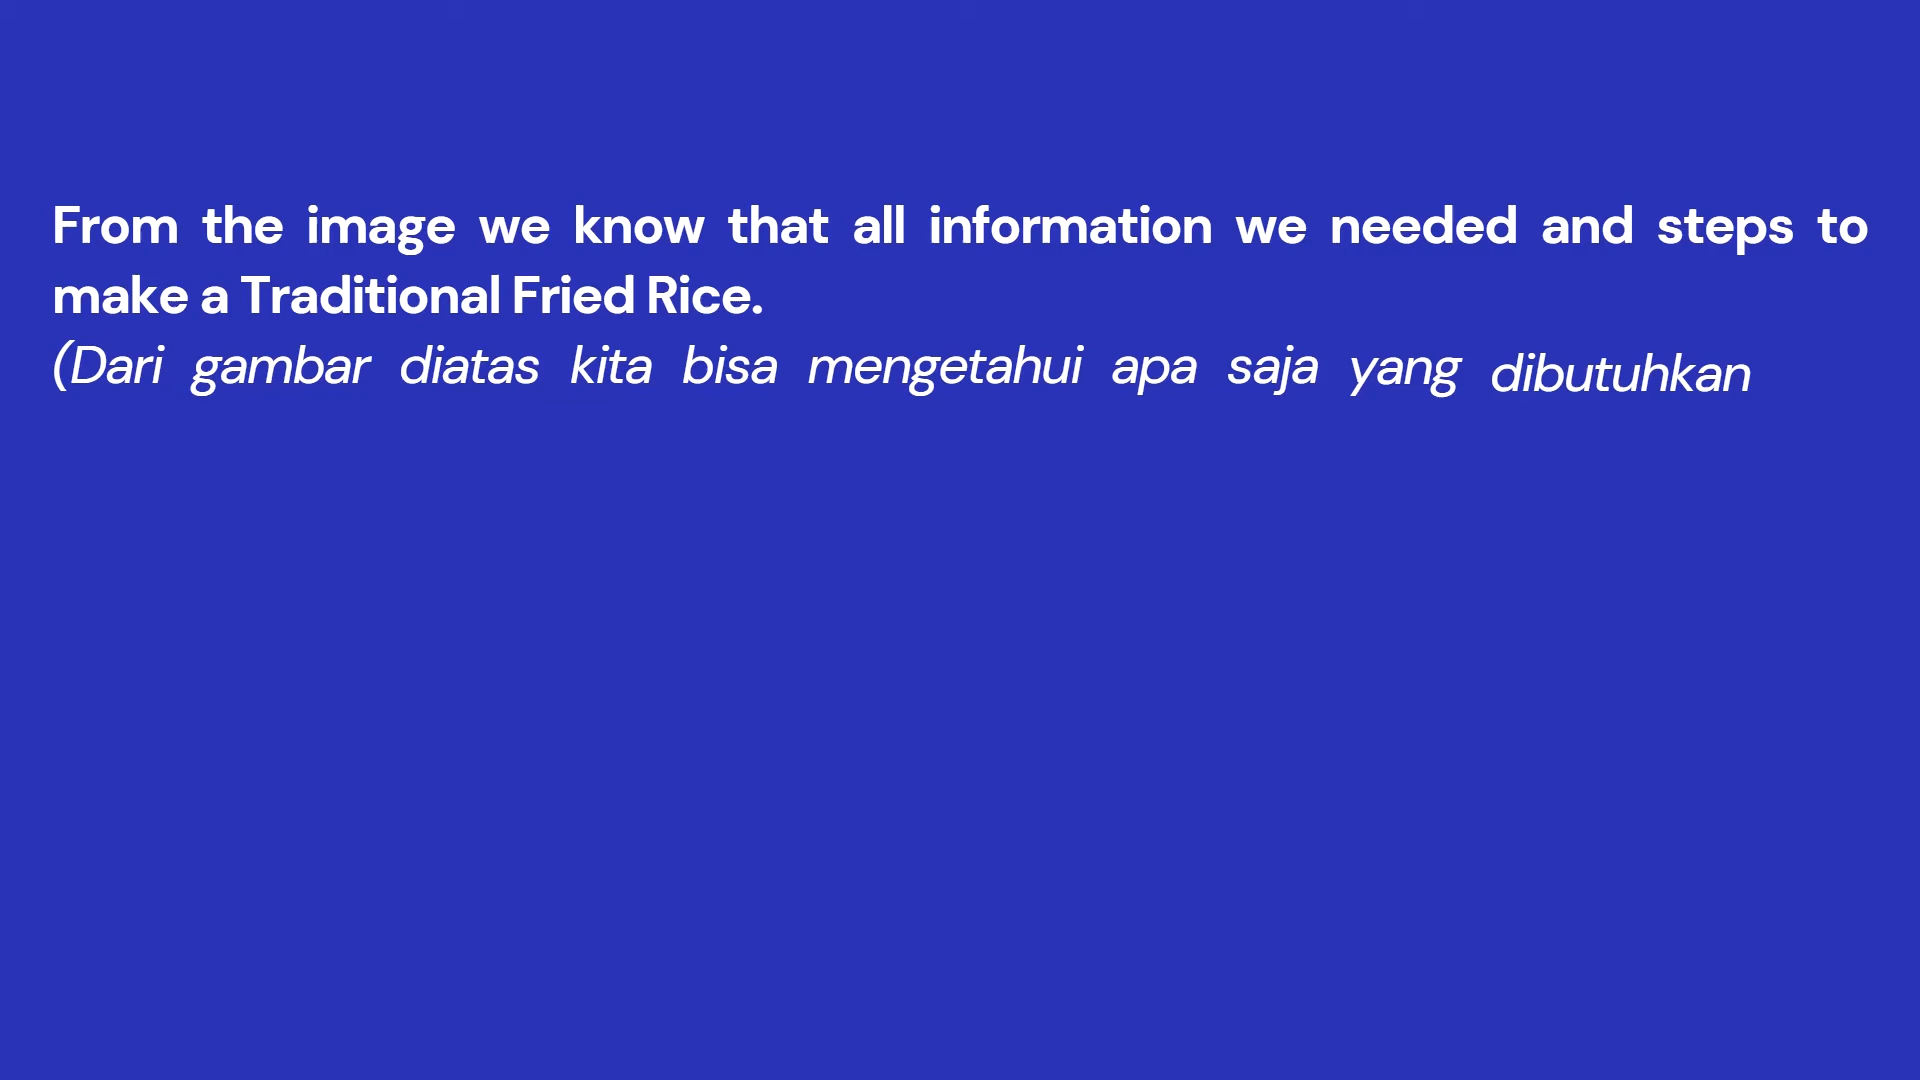 From the image we know that all information we needed and steps to
make a Traditional Fried Rice.
(Dari gambar diatas kita bisa mengetahui apa saja yang dibutuhkan